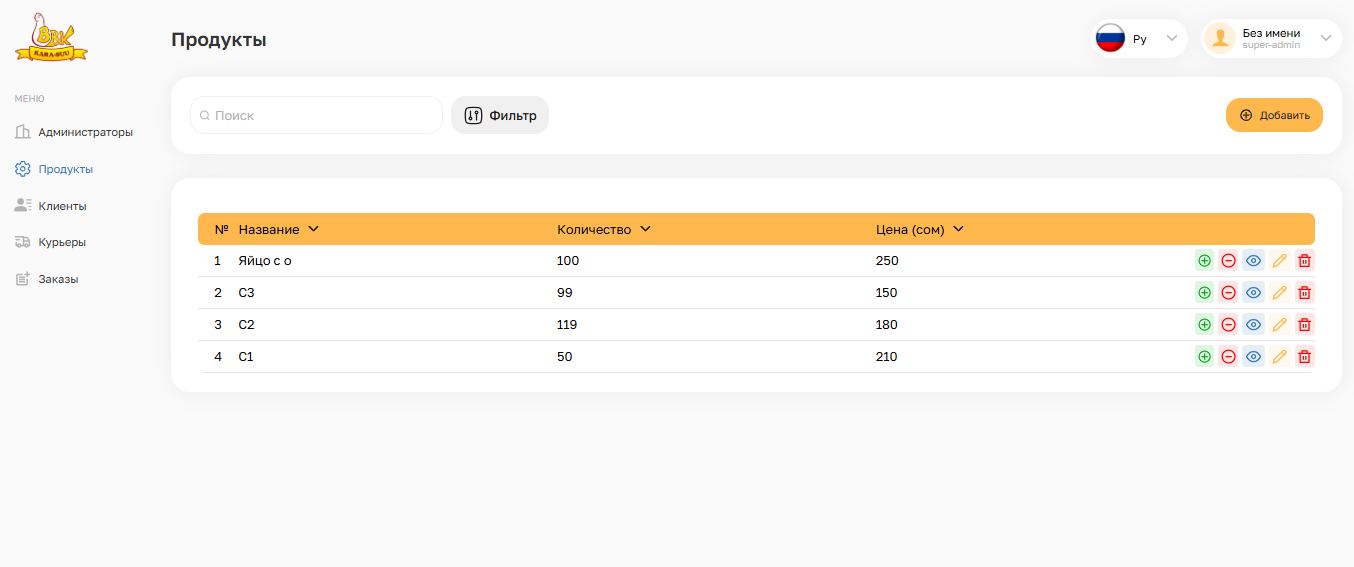 BRK
KARA-SUU
Продукты
Ру
Без имени
super-admin
МЕНЮ
Администраторы
Продукты
Клиенты
Курьеры
Заказы
Поиск
Фильтр
Добавить
№ Название Количество Цена (сом)
1 Яйцо с о 100 250
2 С3 99 150
3 С2 119 180
4 С1 50 210